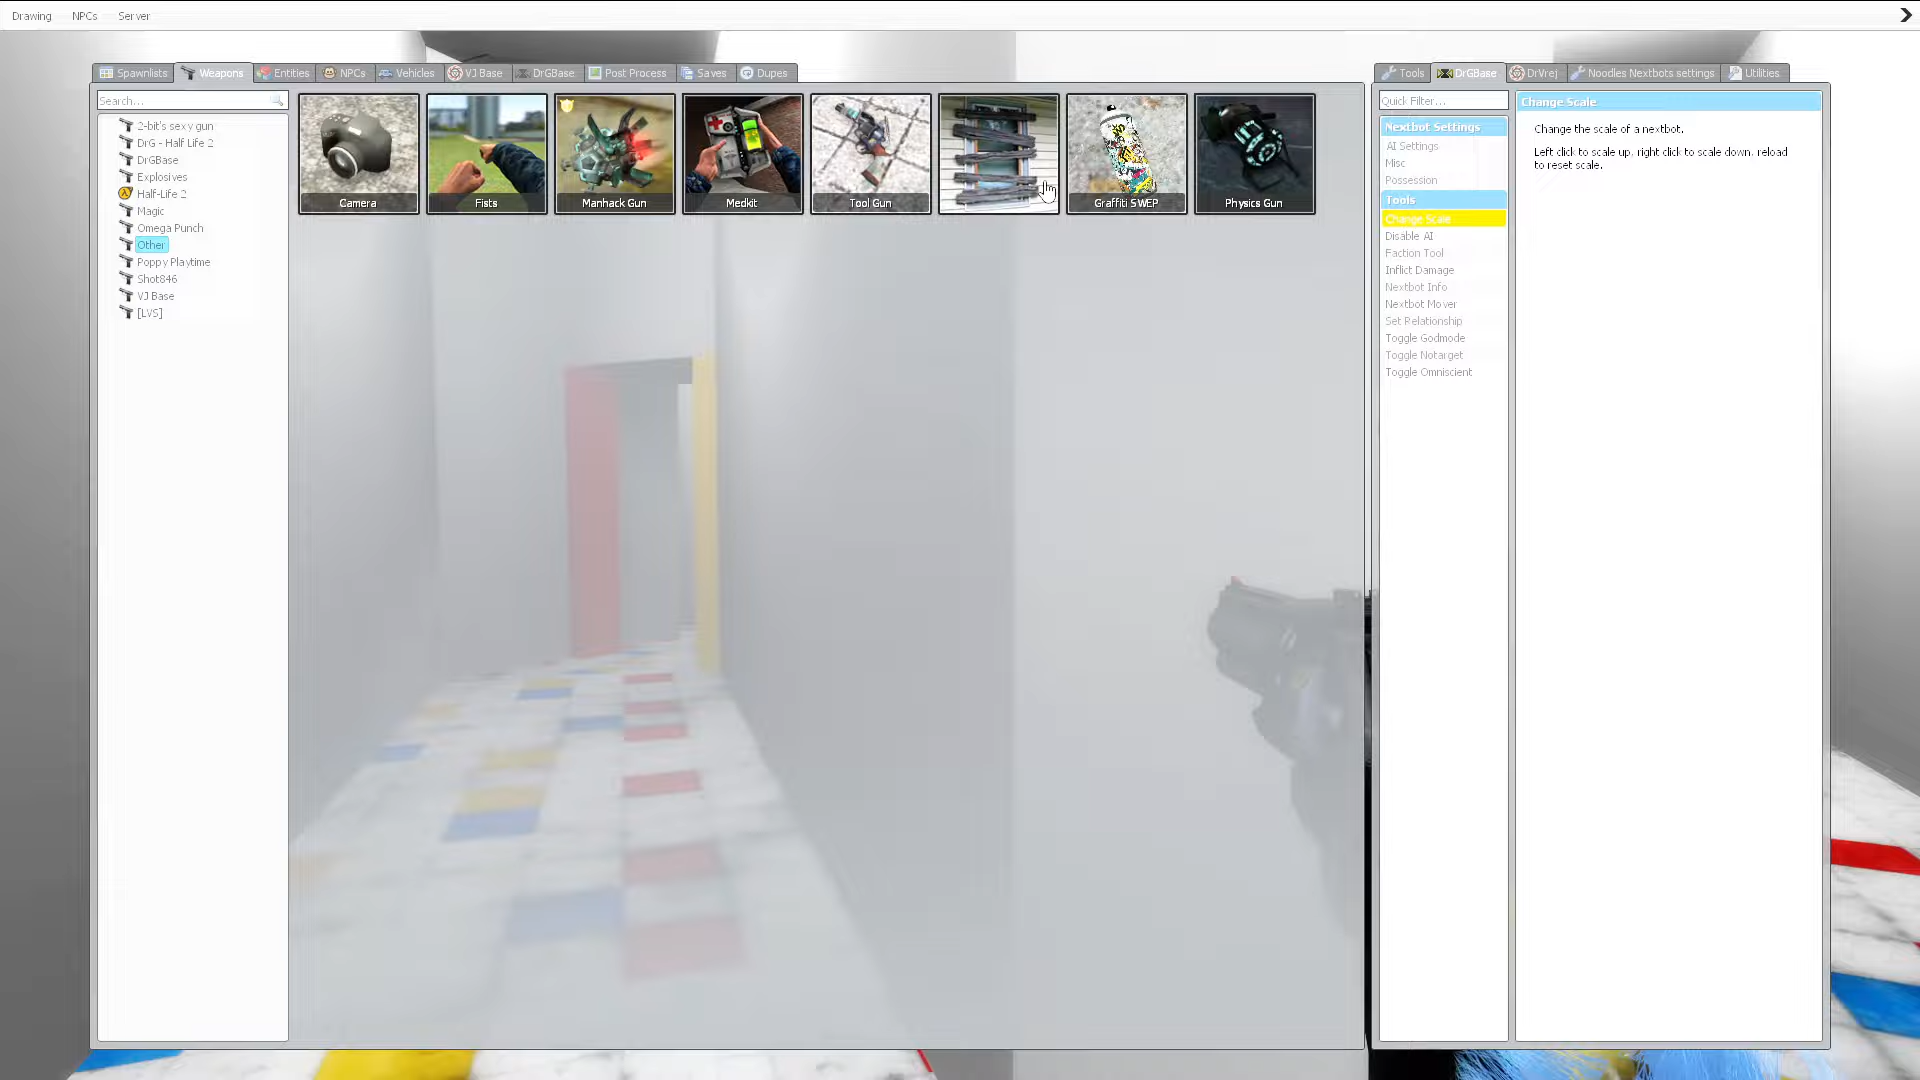 Drawing NPCs Server
Spawnlists Weapons Entities NPCs Vehicles VJ Base DrGBase Post Process Saves Dupes
Search...
2-bit's sexy gun
DrG - Half Life 2
DrGBase
Explosives
Half-Life 2
Magic
Omega Punch
Other
Poppy Playtime
Shot846
VJ Base
[LVS]
Camera
Fists
Manhack Gun
Medkit
Tool Gun
Graffiti SWEP
Physics Gun
Tools DrGBase DrVrej Noodles Nextbots settings Utilities
Quick Filter...
Nextbot Settings
AI Settings
Misc
Possession
Tools
Change Scale
Disable AI
Faction Tool
Inflict Damage
Nextbot Info
Nextbot Mover
Set Relationship
Toggle Godmode
Toggle Notarget
Toggle Omniscient
Change Scale
Change the scale of a nextbot.
Left click to scale up, right click to scale down, reload
to reset scale.